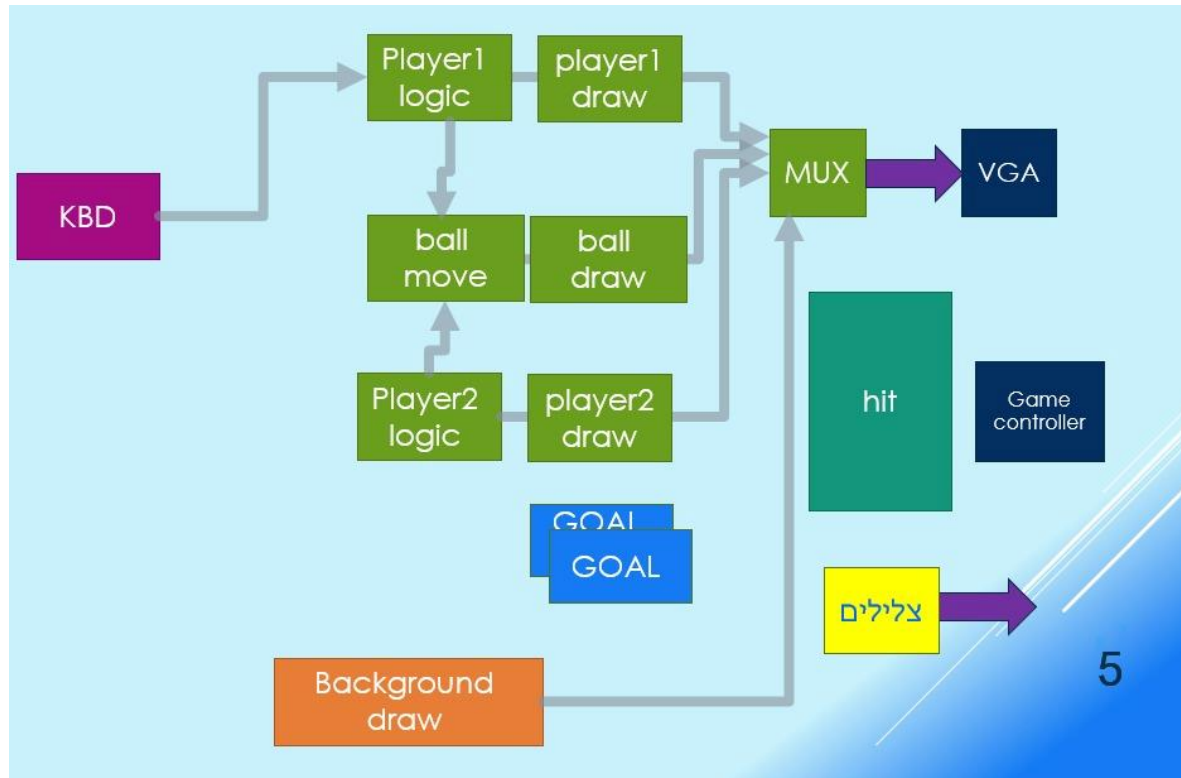 Player1
logic
player1
draw
MUX
VGA
KBD
ball
move
ball
draw
Player2
logic
player2
draw
hit
Game
controller
GOAL
GOAL
צלילים
Background
draw
5